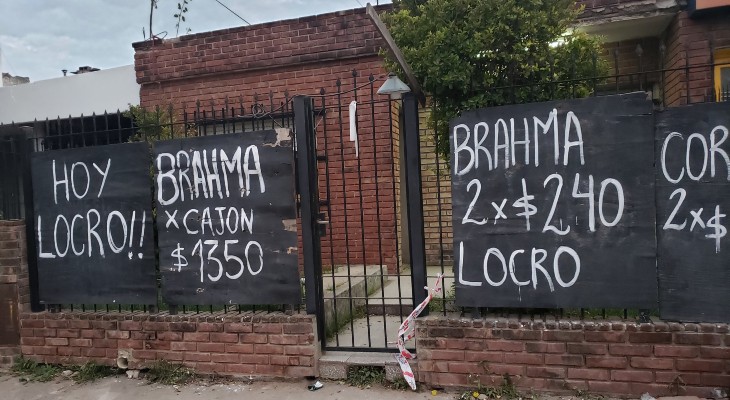 HOY
LOCRO!!
BRAHMA
x CAJON
$1350
BRAHMA
2x$240
LOCRO
COR
2x$